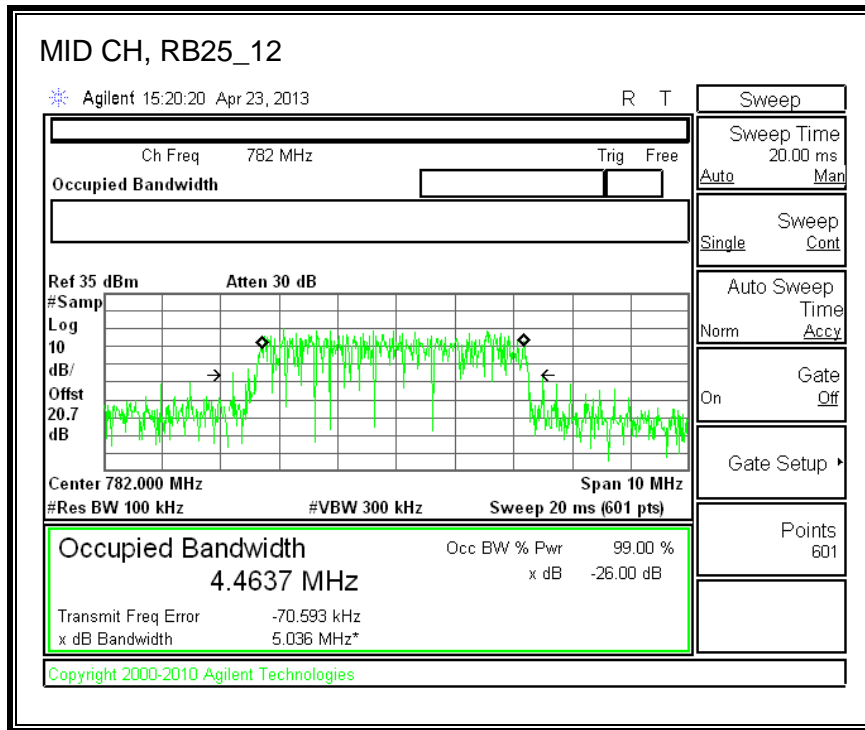 MID CH, RB25_12
Agilent 15:20:20 Apr 23, 2013 R T
Sweep
Ch Freq 782 MHz Trig Free
Occupied Bandwidth
Sweep Time
20.00 ms
Auto Man
Sweep
Single Cont
Auto Sweep
Time
Norm Accy
Gate
On Off
Gate Setup
Points
601
Ref 35 dBm Atten 30 dB
#Samp
Log
10
dB/
Offst
20.7
dB
Center 782.000 MHz Span 10 MHz
#Res BW 100 kHz #VBW 300 kHz Sweep 20 ms (601 pts)
Occupied Bandwidth Occ BW % Pwr 99.00 %
4.4637 MHz x dB -26.00 dB
Transmit Freq Error -70.593 kHz
x dB Bandwidth 5.036 MHz*
Copyright 2000-2010 Agilent Technologies